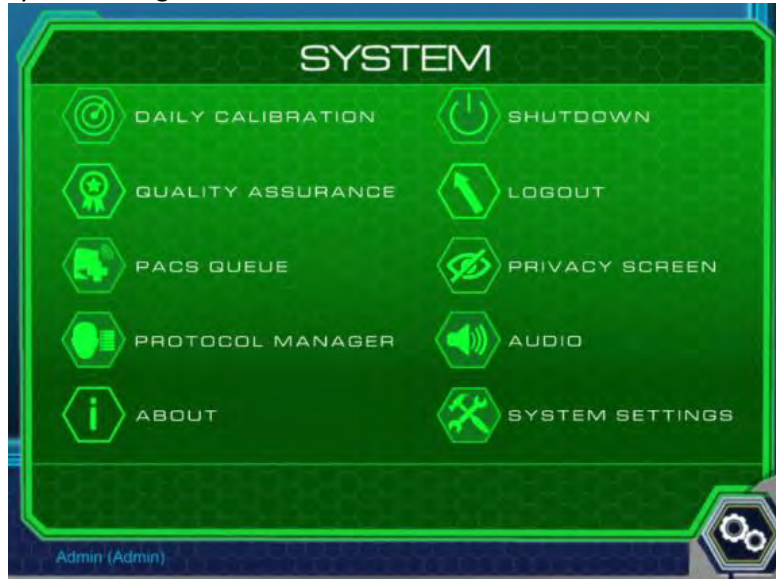 SYSTEM
DAILY CALIBRATION
SHUTDOWN
QUALITY ASSURANCE
LOGOUT
PACS QUEUE
PRIVACY SCREEN
PROTOCOL MANAGER
AUDIO
ABOUT
SYSTEM SETTINGS
Admin (Admin)